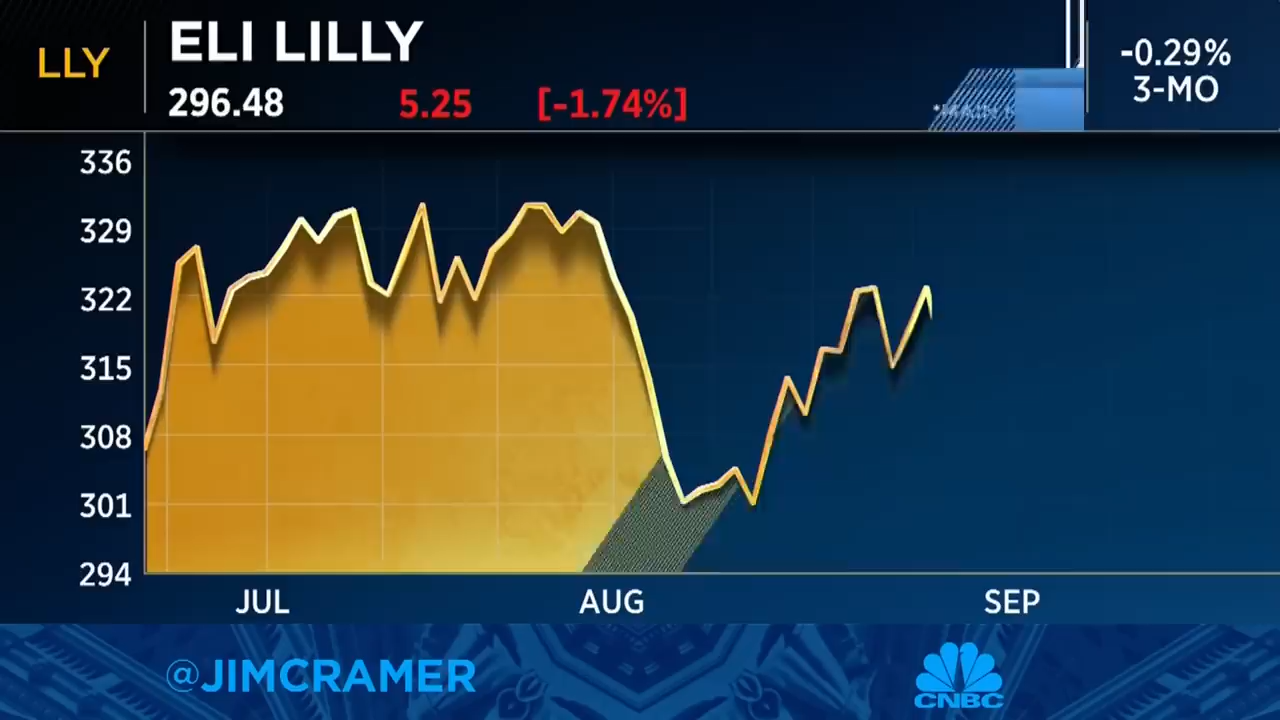 LLY
ELI LILLY
296.48 5.25 [-1.74%]
-0.29%
3-MO
336
329
322
315
308
301
294
JUL AUG SEP
@JIMCRAMER
CNBC